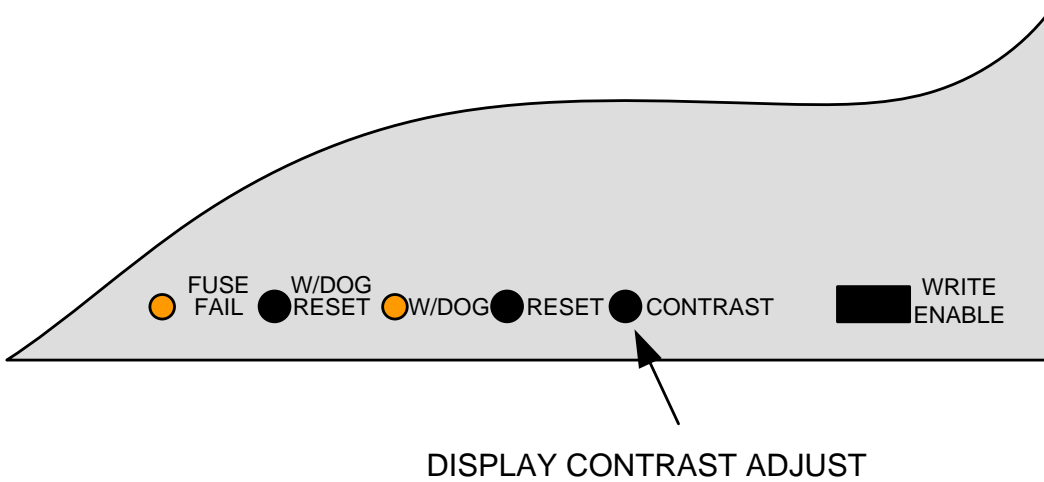 FUSE
FAIL
W/DOG
RESET
W/DOG
RESET
CONTRAST
WRITE
ENABLE
DISPLAY CONTRAST ADJUST